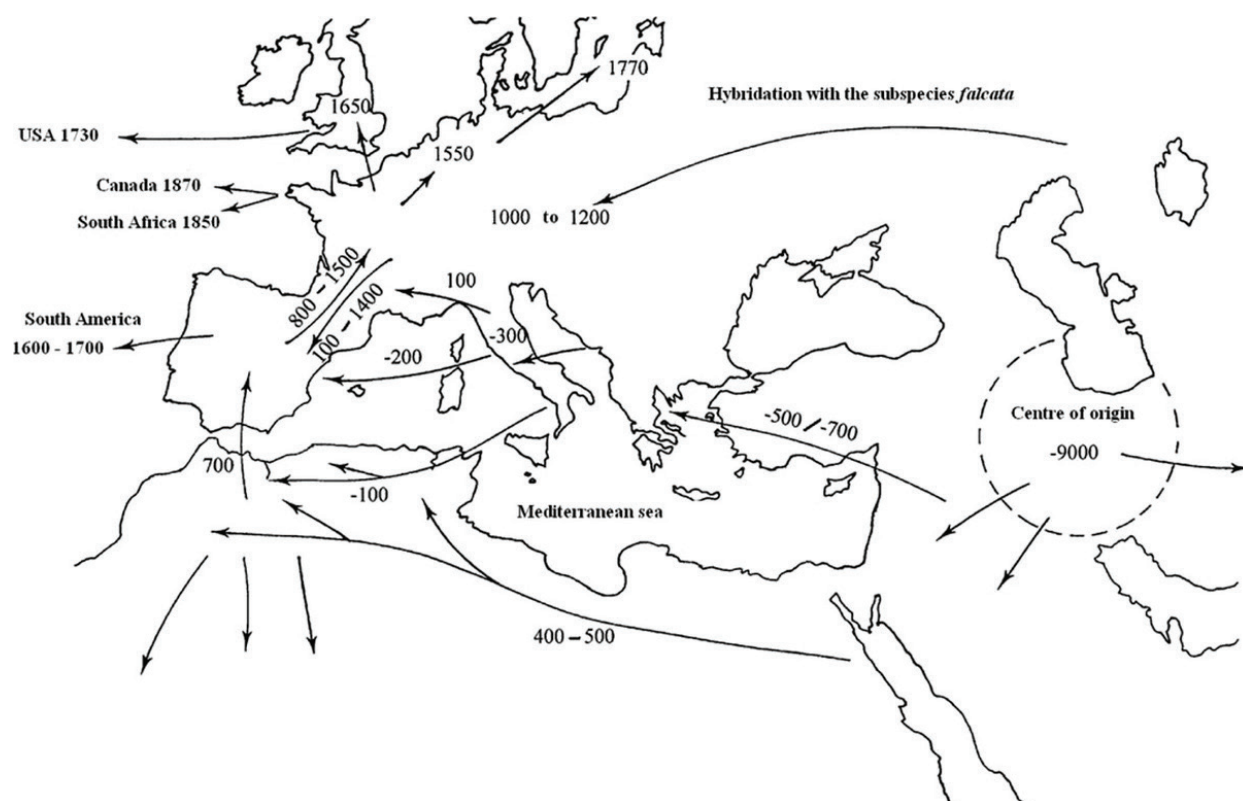 1770
Hybridation with the subspecies falcata
1650
USA 1730
1550
Canada 1870
South Africa 1850
1000 to 1200
800 – 1500
100
100 – 1400
South America
1600 - 1700
-300
-200
Centre of origin
-500 / -700
-9000
700
-100
Mediterranean sea
400 – 500